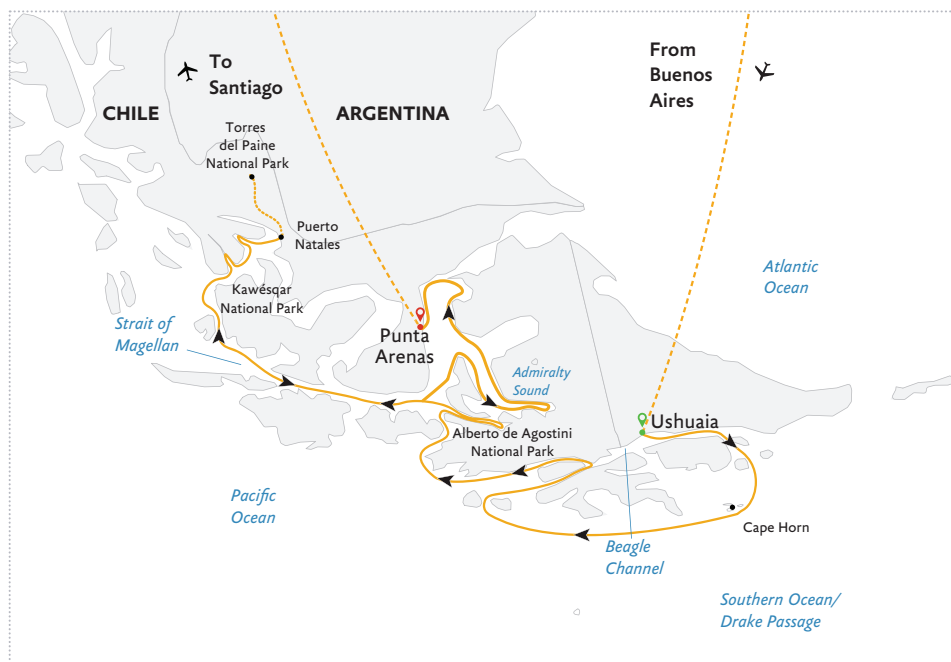 To
Santiago
From
Buenos
Aires
CHILE
ARGENTINA
Torres
del Paine
National Park
Puerto
Natales
Atlantic
Ocean
Kawésqar
National Park
Strait of
Magellan
Punta
Arenas
Admiralty
Sound
Ushuaia
Alberto de Agostini
National Park
Pacific
Ocean
Cape Horn
Beagle
Channel
Southern Ocean/
Drake Passage